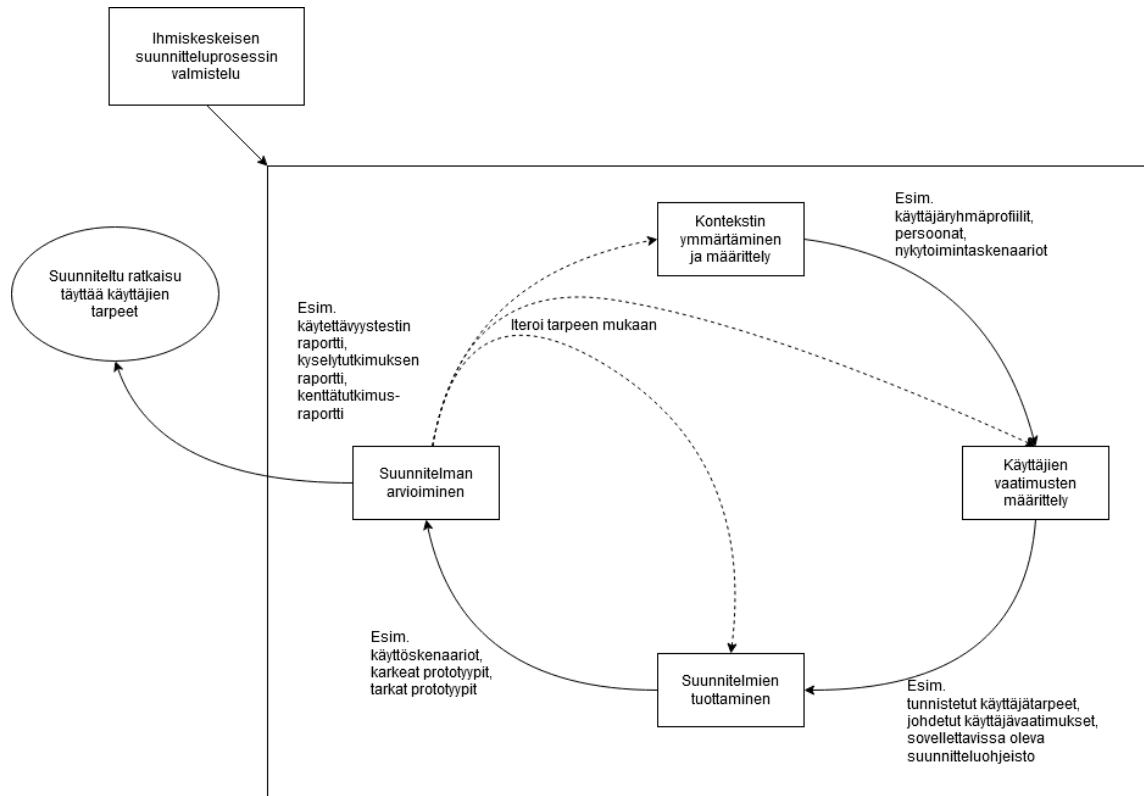 Ihmiskeskeisen
suunnitteluprosessin
valmistelu
Esim.
käyttäjäryhmäprofiilit,
persoonat,
nykytoimintaskenaariot
Kontekstin
ymmärtäminen
ja määrittely
Suunniteltu ratkaisu
täyttää käyttäjien
tarpeet
Esim.
käytettävyystestin
raportti,
kyselytutkimuksen
raportti,
kenttätutkimus-
raportti
Iteroi tarpeen mukaan
Suunnitelman
arvioiminen
Käyttäjien
vaatimusten
määrittely
Esim.
käyttöskenaariot,
karkeat prototyypit,
tarkat prototyypit
Suunnitelmien
tuottaminen
Esim.
tunnistetut käyttäjätarpeet,
johdetut käyttäjävaatimukset,
sovellettavissa oleva
suunnitteluohjeisto